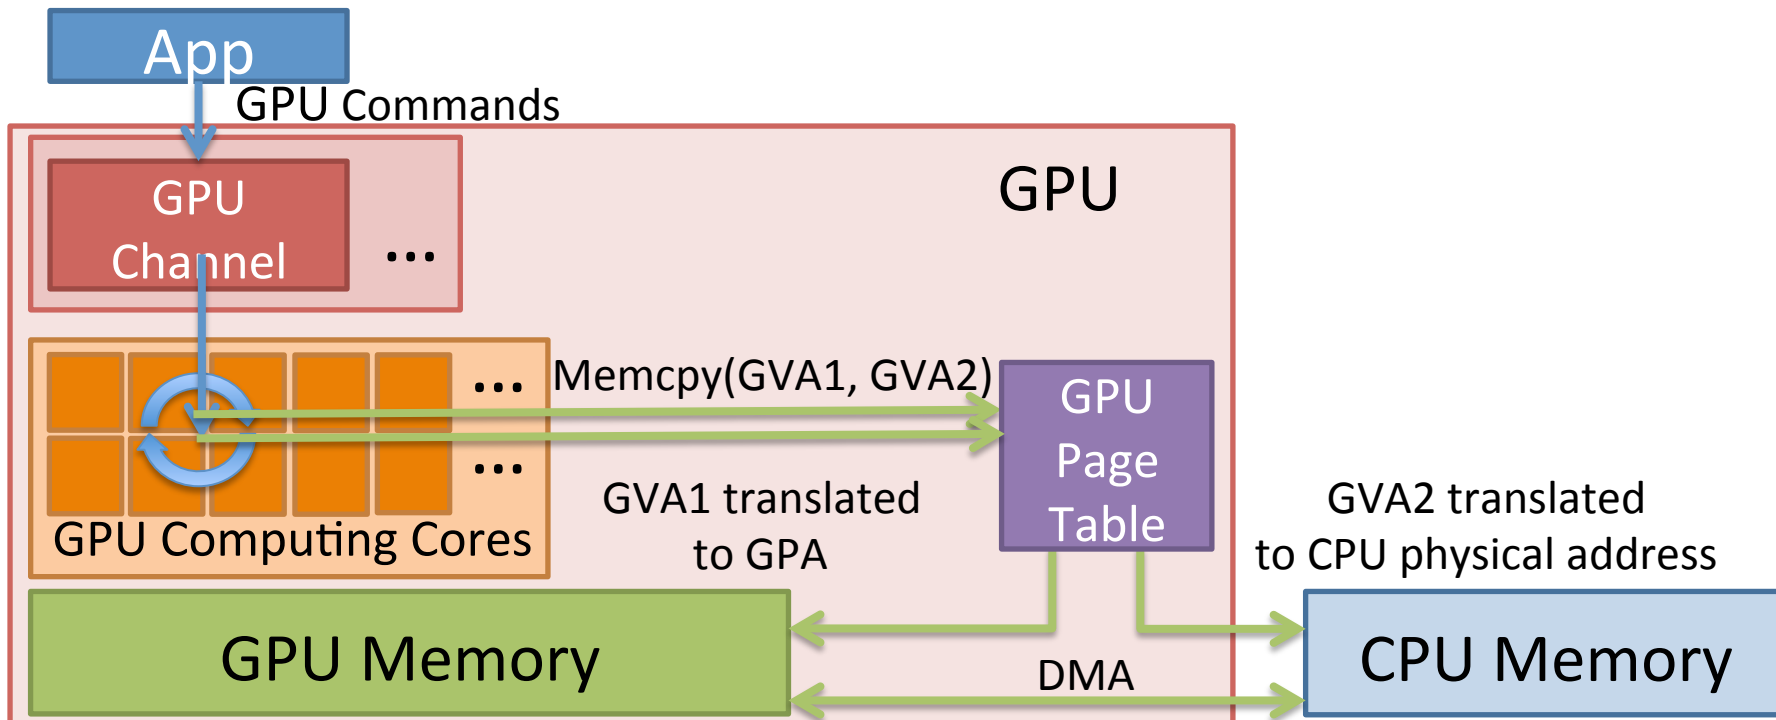 App
GPU Commands
GPU
GPU
Channel
...
Memcpy(GVA1, GVA2)
...
...
GPU Computing Cores
GPU
Page
Table
GVA1 translated
to GPA
GVA2 translated
to CPU physical address
GPU Memory
DMA
CPU Memory